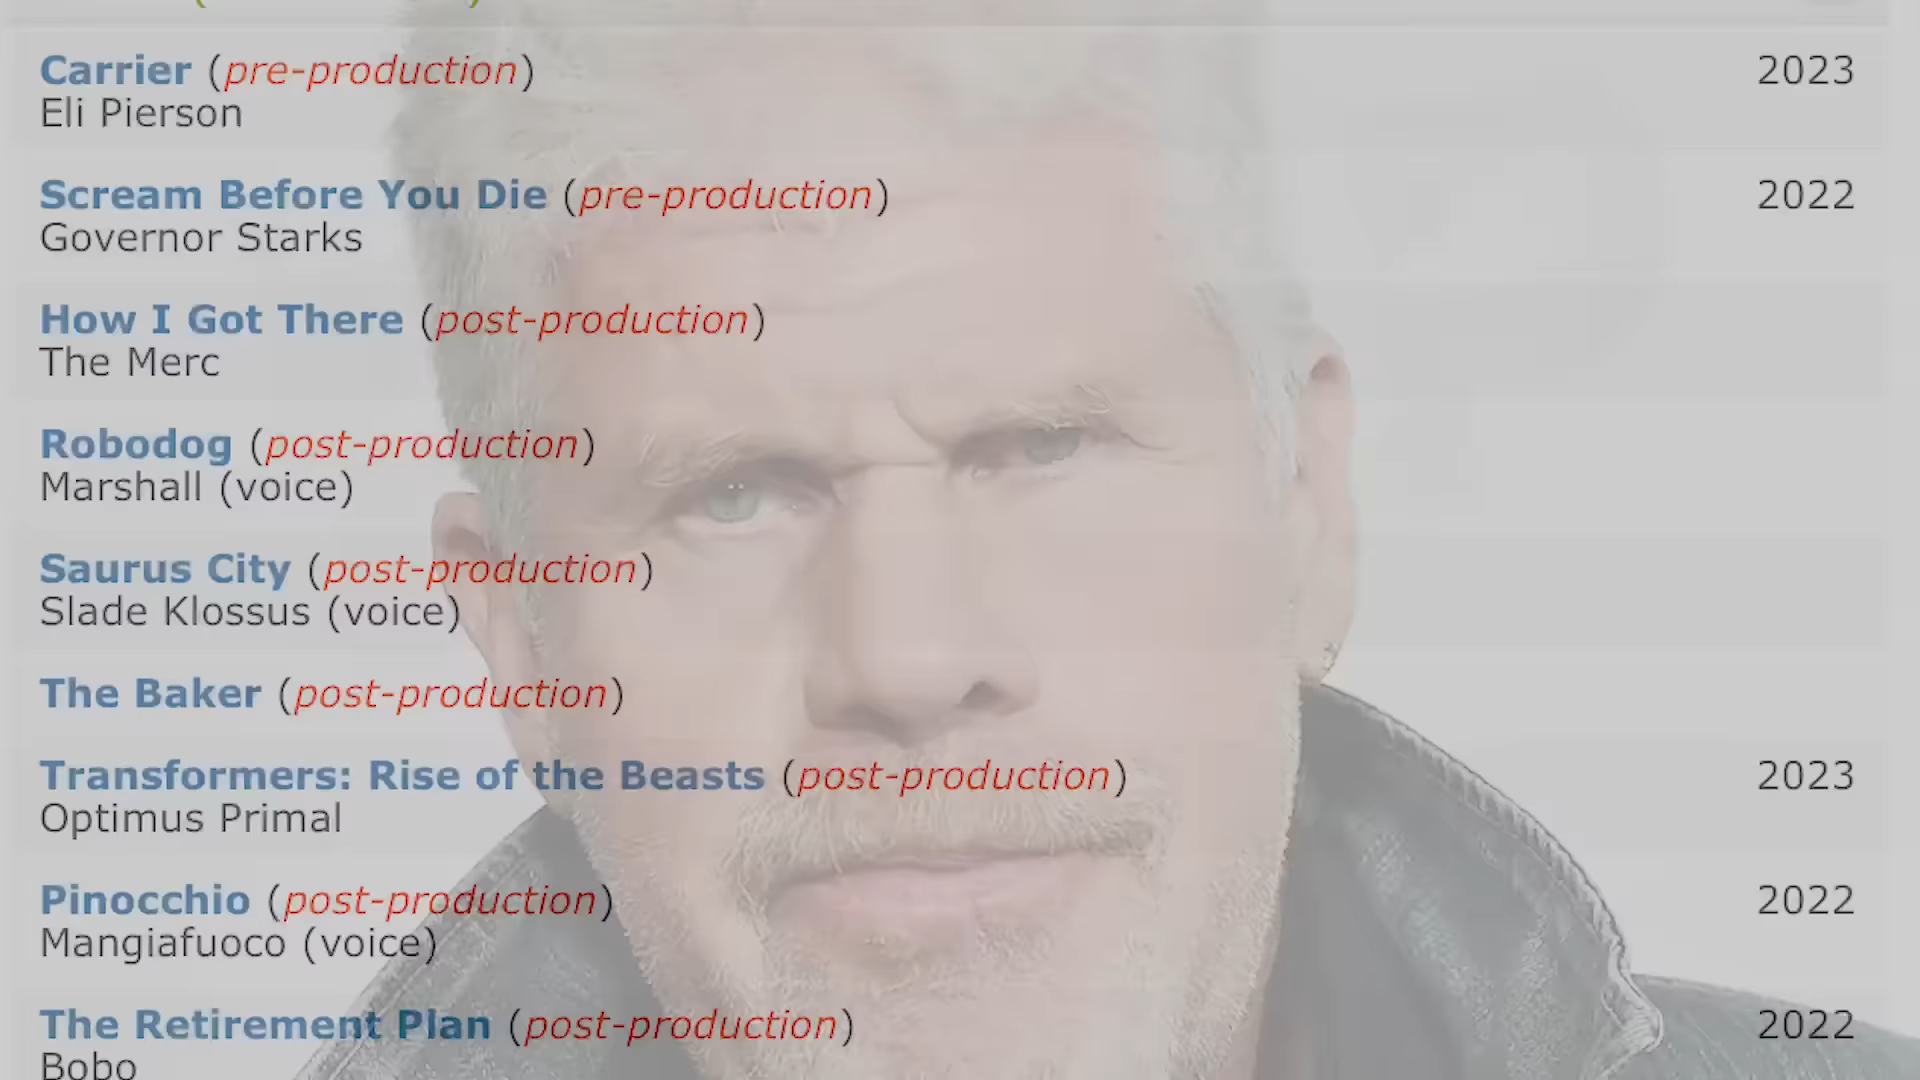 Carrier (pre-production) 2023
Eli Pierson
Scream Before You Die (pre-production) 2022
Governor Starks
How I Got There (post-production)
The Merc
Robodog (post-production)
Marshall (voice)
Saurus City (post-production)
Slade Klossus (voice)
The Baker (post-production)
Transformers: Rise of the Beasts (post-production) 2023
Optimus Primal
Pinocchio (post-production) 2022
Mangiafuoco (voice)
The Retirement Plan (post-production) 2022
Bobo